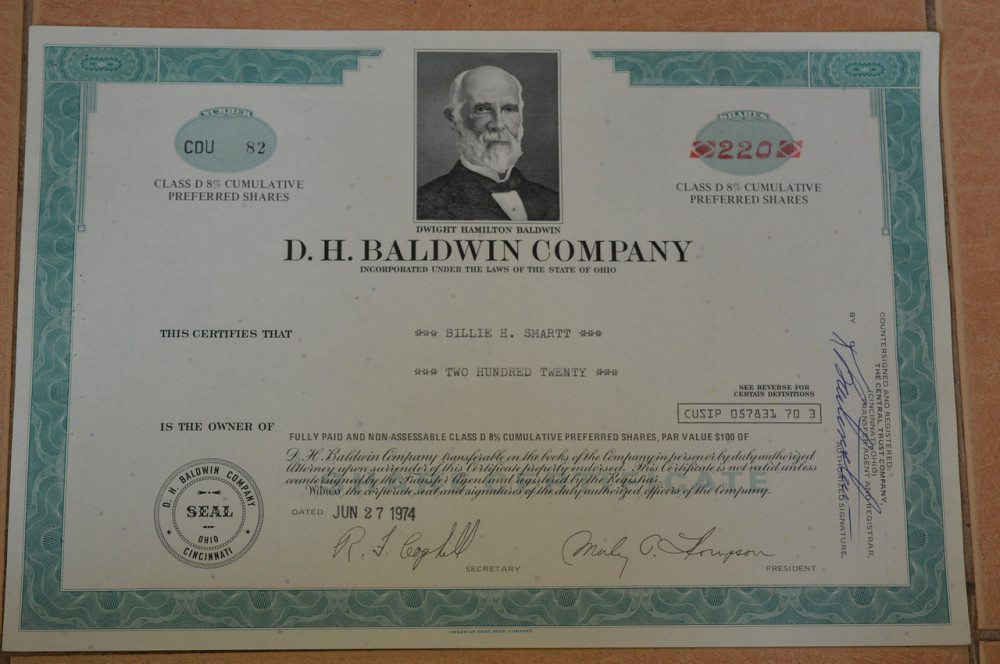 NUMBER
CDU 82
CLASS D 8% CUMULATIVE
PREFERRED SHARES
SHARES
220
CLASS D 8% CUMULATIVE
PREFERRED SHARES
DWIGHT HAMILTON BALDWIN
D. H. BALDWIN COMPANY
INCORPORATED UNDER THE LAWS OF THE STATE OF OHIO
THIS CERTIFIES THAT
*** BILLIE H. SMARTT ***
*** TWO HUNDRED TWENTY ***
SEE REVERSE FOR
CERTAIN DEFINITIONS
CUSIP 057831 70 3
IS THE OWNER OF
FULLY PAID AND NON-ASSESSABLE CLASS D 8% CUMULATIVE PREFERRED SHARES, PAR VALUE $100 OF
D. H. Baldwin Company transferable on the books of the Company in person or by duly authorized
Attorney upon surrender of this Certificate properly endorsed. This Certificate is not valid unless
countersigned by the Transfer Agent and registered by the Registrar.
Witness the corporate seal and signatures of the duly authorized officers of the Company.
DATED JUN 27 1974
D. H. BALDWIN COMPANY
SEAL
OHIO
CINCINNATI
R. F. Coghill
SECRETARY
Morley P. Thompson
PRESIDENT
COUNTERSIGNED AND REGISTERED:
THE CENTRAL TRUST COMPANY,
(CINCINNATI, OHIO)
TRANSFER AGENT AND REGISTRAR,
BY
AUTHORIZED SIGNATURE.
AMERICAN BANK NOTE COMPANY